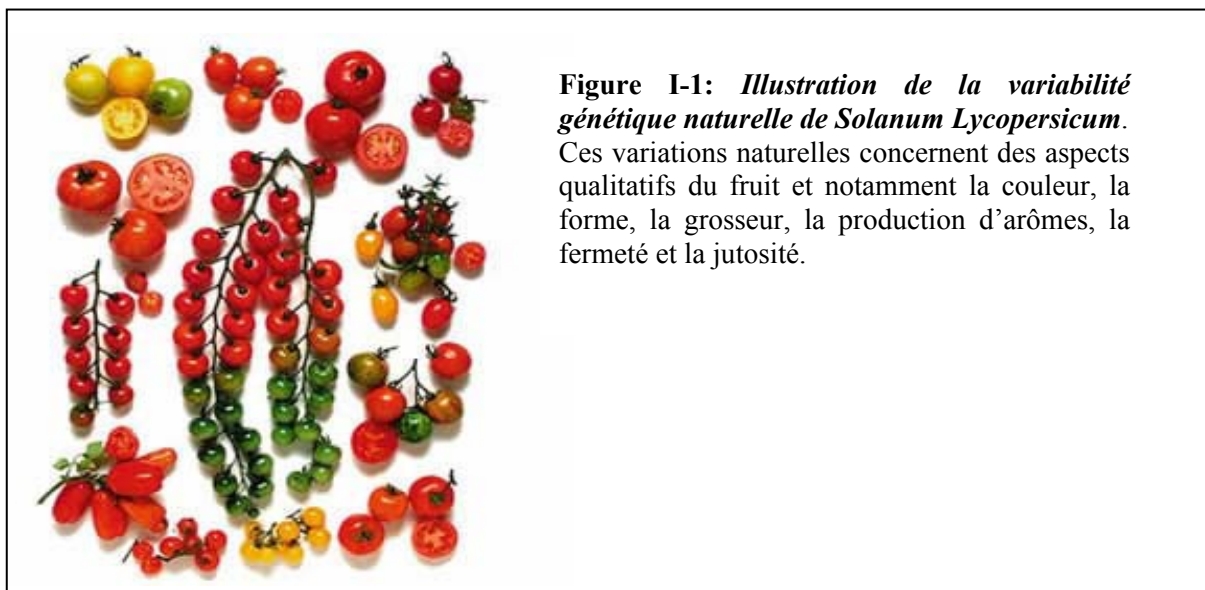 Figure I-1: Illustration de la variabilité
génétique naturelle de Solanum Lycopersicum.
Ces variations naturelles concernent des aspects
qualitatifs du fruit et notamment la couleur, la
forme, la grosseur, la production d’arômes, la
fermeté et la jutosité.